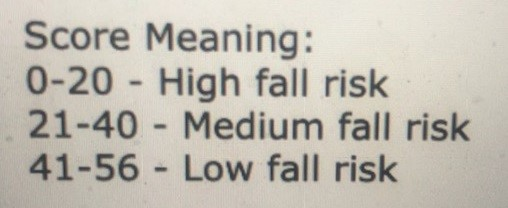 Score Meaning:
0-20 - High fall risk
21-40 - Medium fall risk
41-56 - Low fall risk